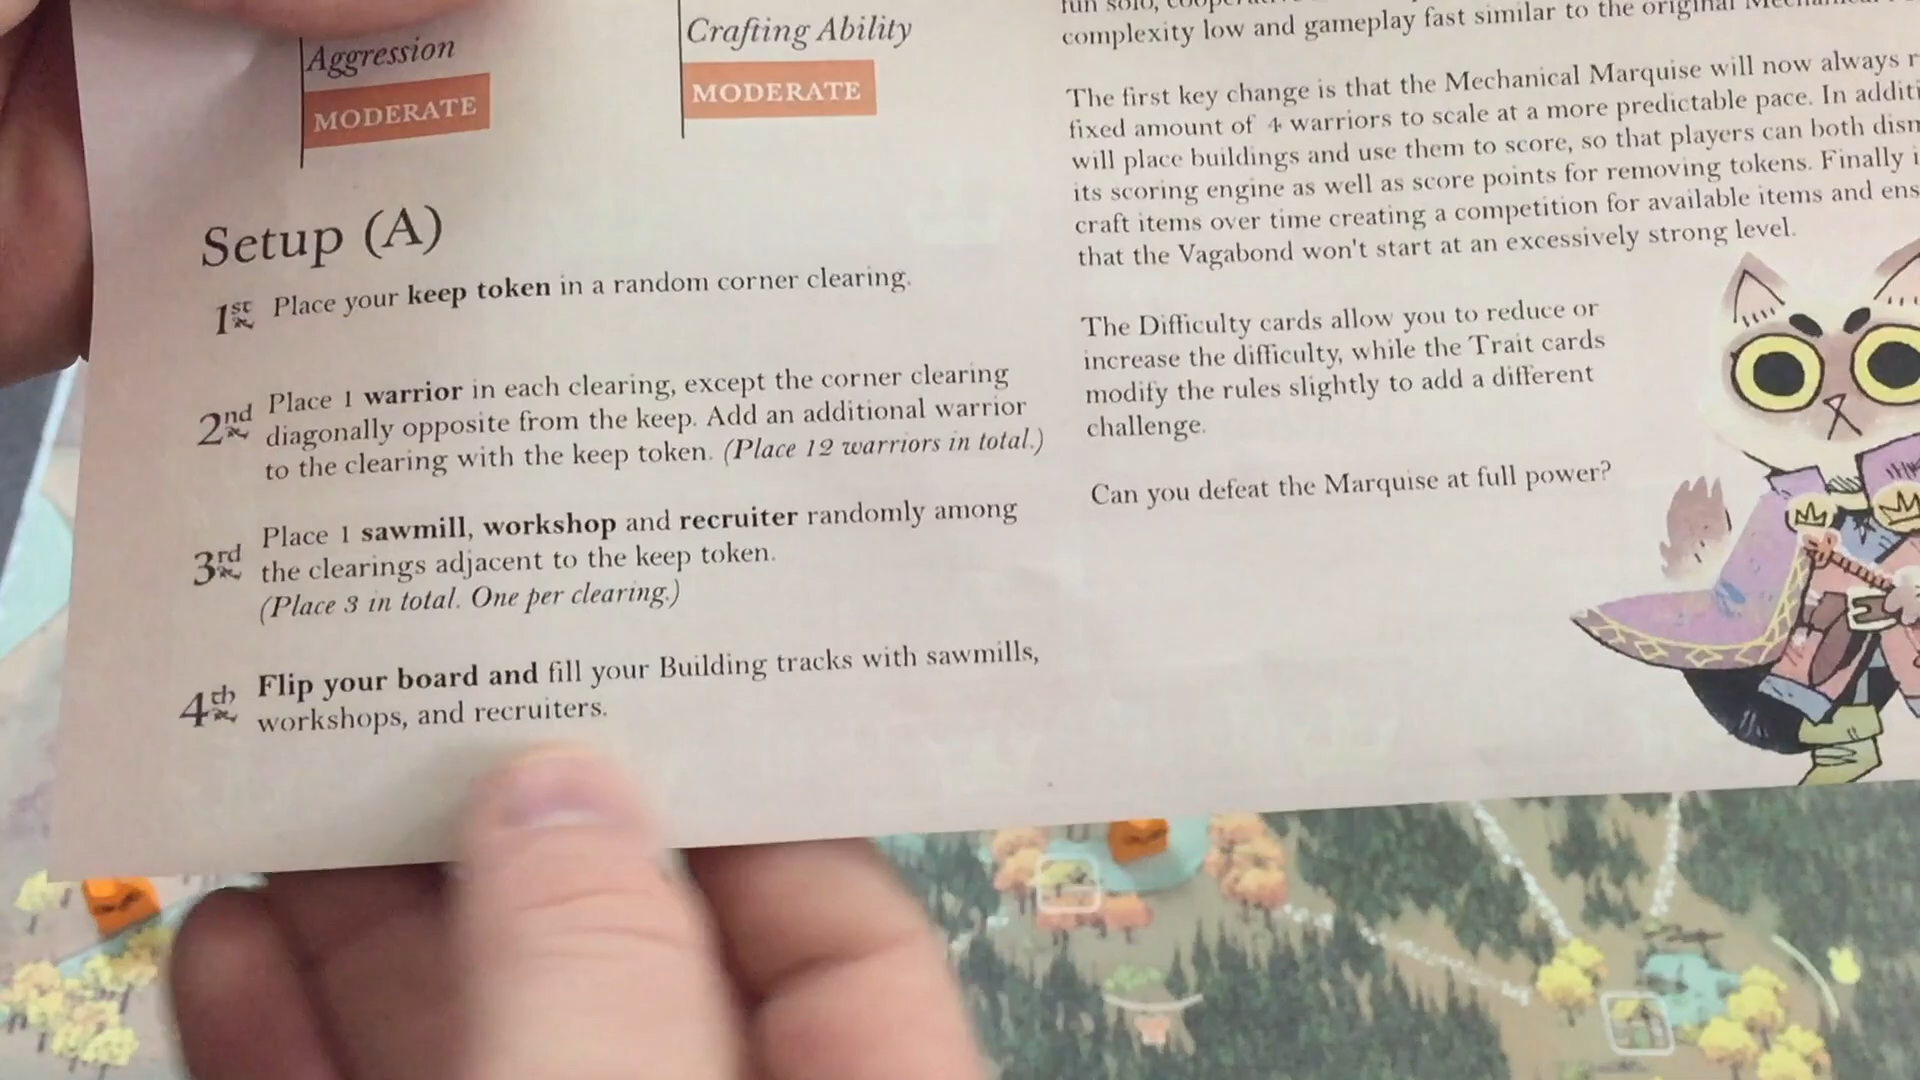 Aggression
MODERATE
Crafting Ability
MODERATE
Setup (A)
1st Place your keep token in a random corner clearing.
2nd Place 1 warrior in each clearing, except the corner clearing
diagonally opposite from the keep. Add an additional warrior
to the clearing with the keep token. (Place 12 warriors in total.)
3rd Place 1 sawmill, workshop and recruiter randomly among
the clearings adjacent to the keep token.
(Place 3 in total. One per clearing.)
4th Flip your board and fill your Building tracks with sawmills,
workshops, and recruiters.
fun solo,
complexity low and gameplay fast similar to the original
The first key change is that the Mechanical Marquise will now always
fixed amount of 4 warriors to scale at a more predictable pace. In
will place buildings and use them to score, so that players can both
its scoring engine as well as score points for removing tokens. Finally
craft items over time creating a competition for available items and
that the Vagabond won't start at an excessively strong level.
The Difficulty cards allow you to reduce or
increase the difficulty, while the Trait cards
modify the rules slightly to add a different
challenge.
Can you defeat the Marquise at full power?